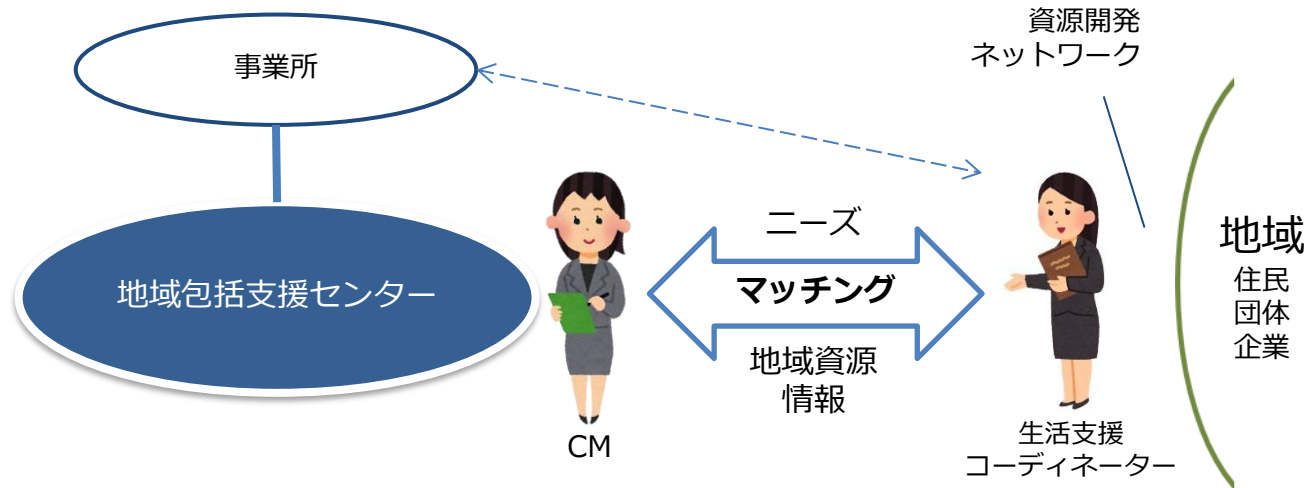 資源開発
ネットワーク
事業所
地域包括支援センター
ニーズ
マッチング
地域資源
情報
CM
生活支援
コーディネーター
地域
住民
団体
企業